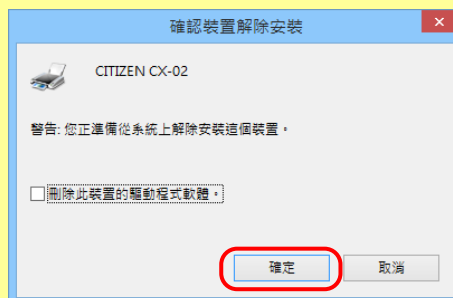 確認裝置解除安裝
CITIZEN CX-02
警告: 您正準備從系統上解除安裝這個裝置。
刪除此裝置的驅動程式軟體。
確定
取消